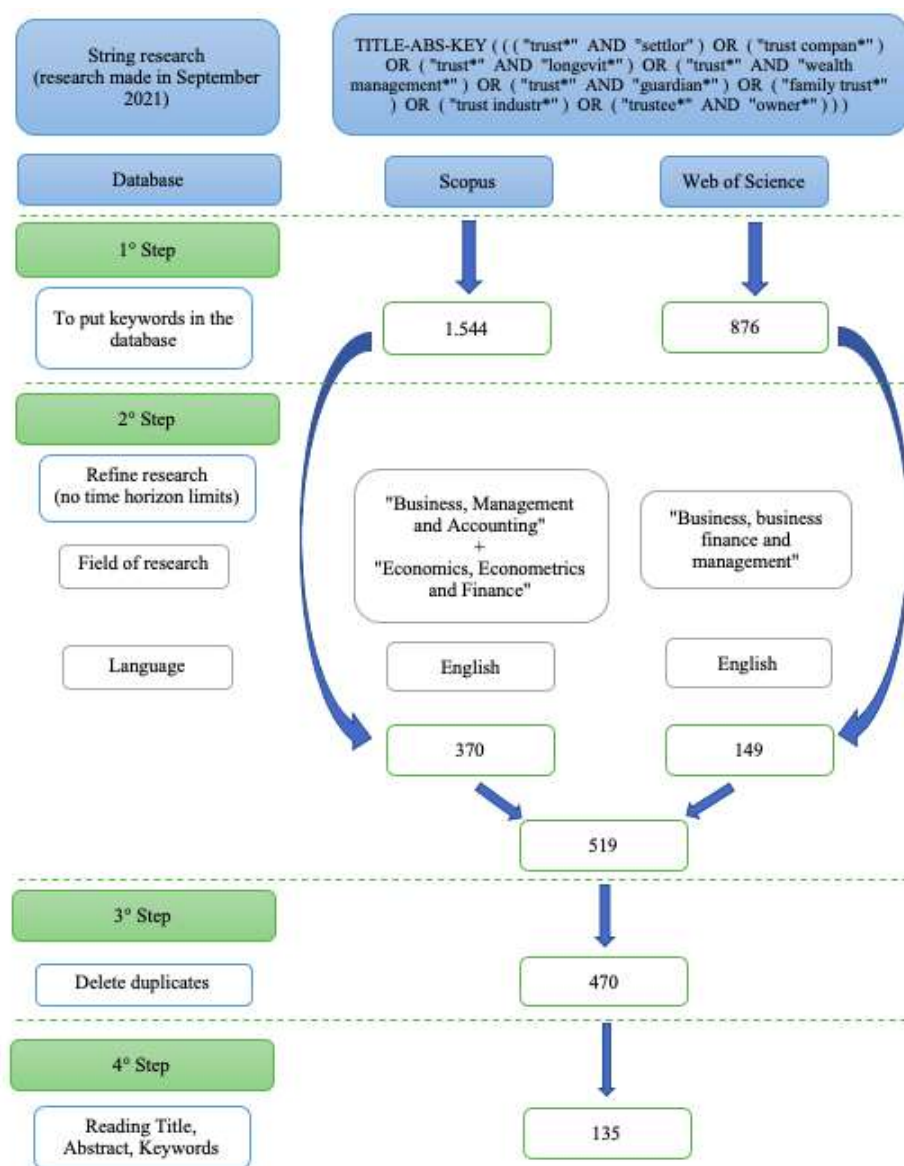 String research
(research made in September
2021)
TITLE-ABS-KEY ( ( ( "trust*" AND "settlor" ) OR ( "trust compan*" )
OR ( "trust*" AND "longevit*" ) OR ( "trust*" AND "wealth
management*" ) OR ( "trust*" AND "guardian*" ) OR ( "family trust*"
) OR ( "trust industr*" ) OR ( "trustee*" AND "owner*" ) ) )
Database
Scopus
Web of Science
1° Step
To put keywords in the
database
1.544
876
2° Step
Refine research
(no time horizon limits)
"Business, Management
and Accounting"
+
"Economics, Econometrics
and Finance"
"Business, business
finance and
management"
Field of research
Language
English
English
370
149
519
3° Step
Delete duplicates
470
4° Step
Reading Title,
Abstract, Keywords
135